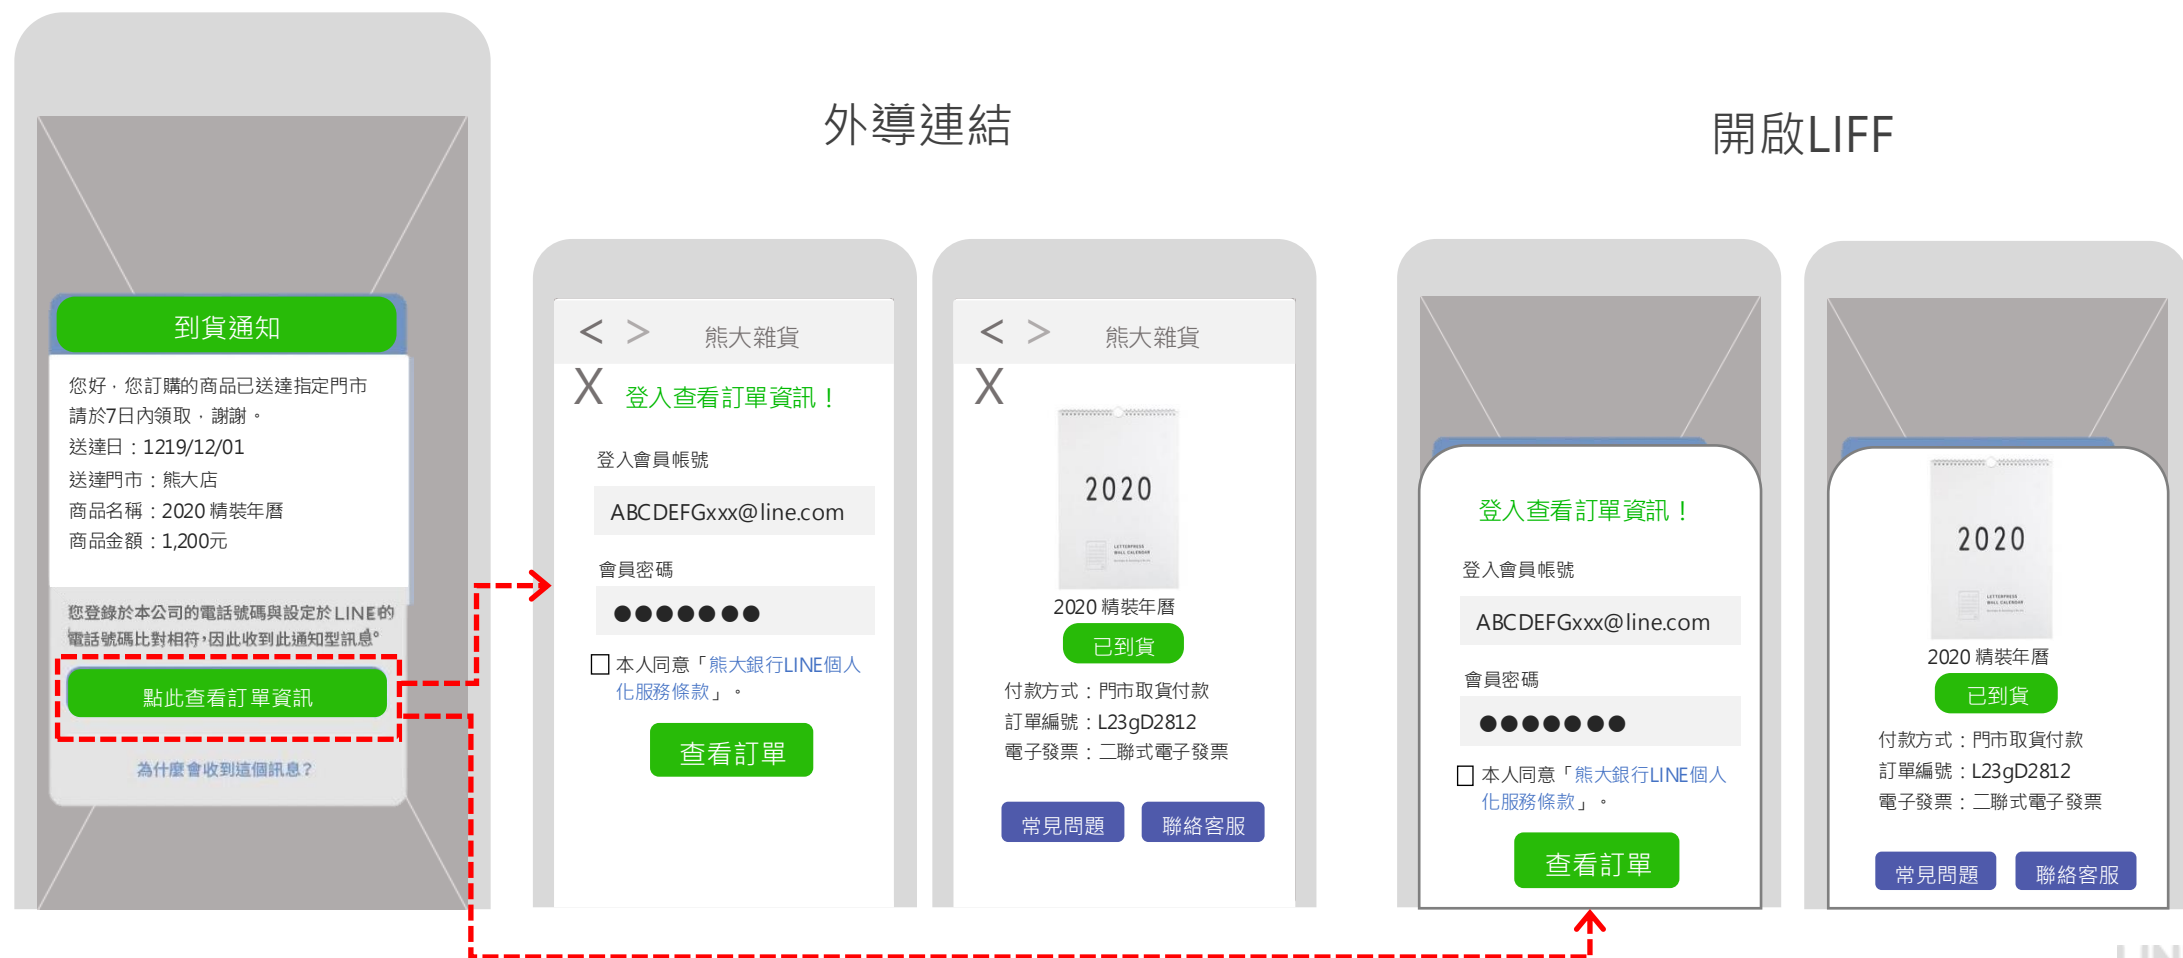 外導連結
開啟LIFF
到貨通知
您好，您訂購的商品已送達指定門市
請於7日內領取，謝謝。
送達日：1219/12/01
送達門市：熊大店
商品名稱：2020 精裝年曆
商品金額：1,200元
您登錄於本公司的電話號碼與設定於LINE的
電話號碼比對相符，因此收到此通知型訊息。
點此查看訂單資訊
為什麼會收到這個訊息？
< > 熊大雜貨
X 登入查看訂單資訊！
登入會員帳號
ABCDEFGxxx@line.com
會員密碼
●●●●●●●
本人同意「熊大銀行LINE個人
化服務條款」。
查看訂單
< > 熊大雜貨
X
2020
LETTERPRESS
WALL CALENDAR
2020 精裝年曆
已到貨
付款方式：門市取貨付款
訂單編號：L23gD2812
電子發票：二聯式電子發票
常見問題 聯絡客服
登入查看訂單資訊！
登入會員帳號
ABCDEFGxxx@line.com
會員密碼
●●●●●●●
本人同意「熊大銀行LINE個人
化服務條款」。
查看訂單
2020
LETTERPRESS
WALL CALENDAR
2020 精裝年曆
已到貨
付款方式：門市取貨付款
訂單編號：L23gD2812
電子發票：二聯式電子發票
常見問題 聯絡客服